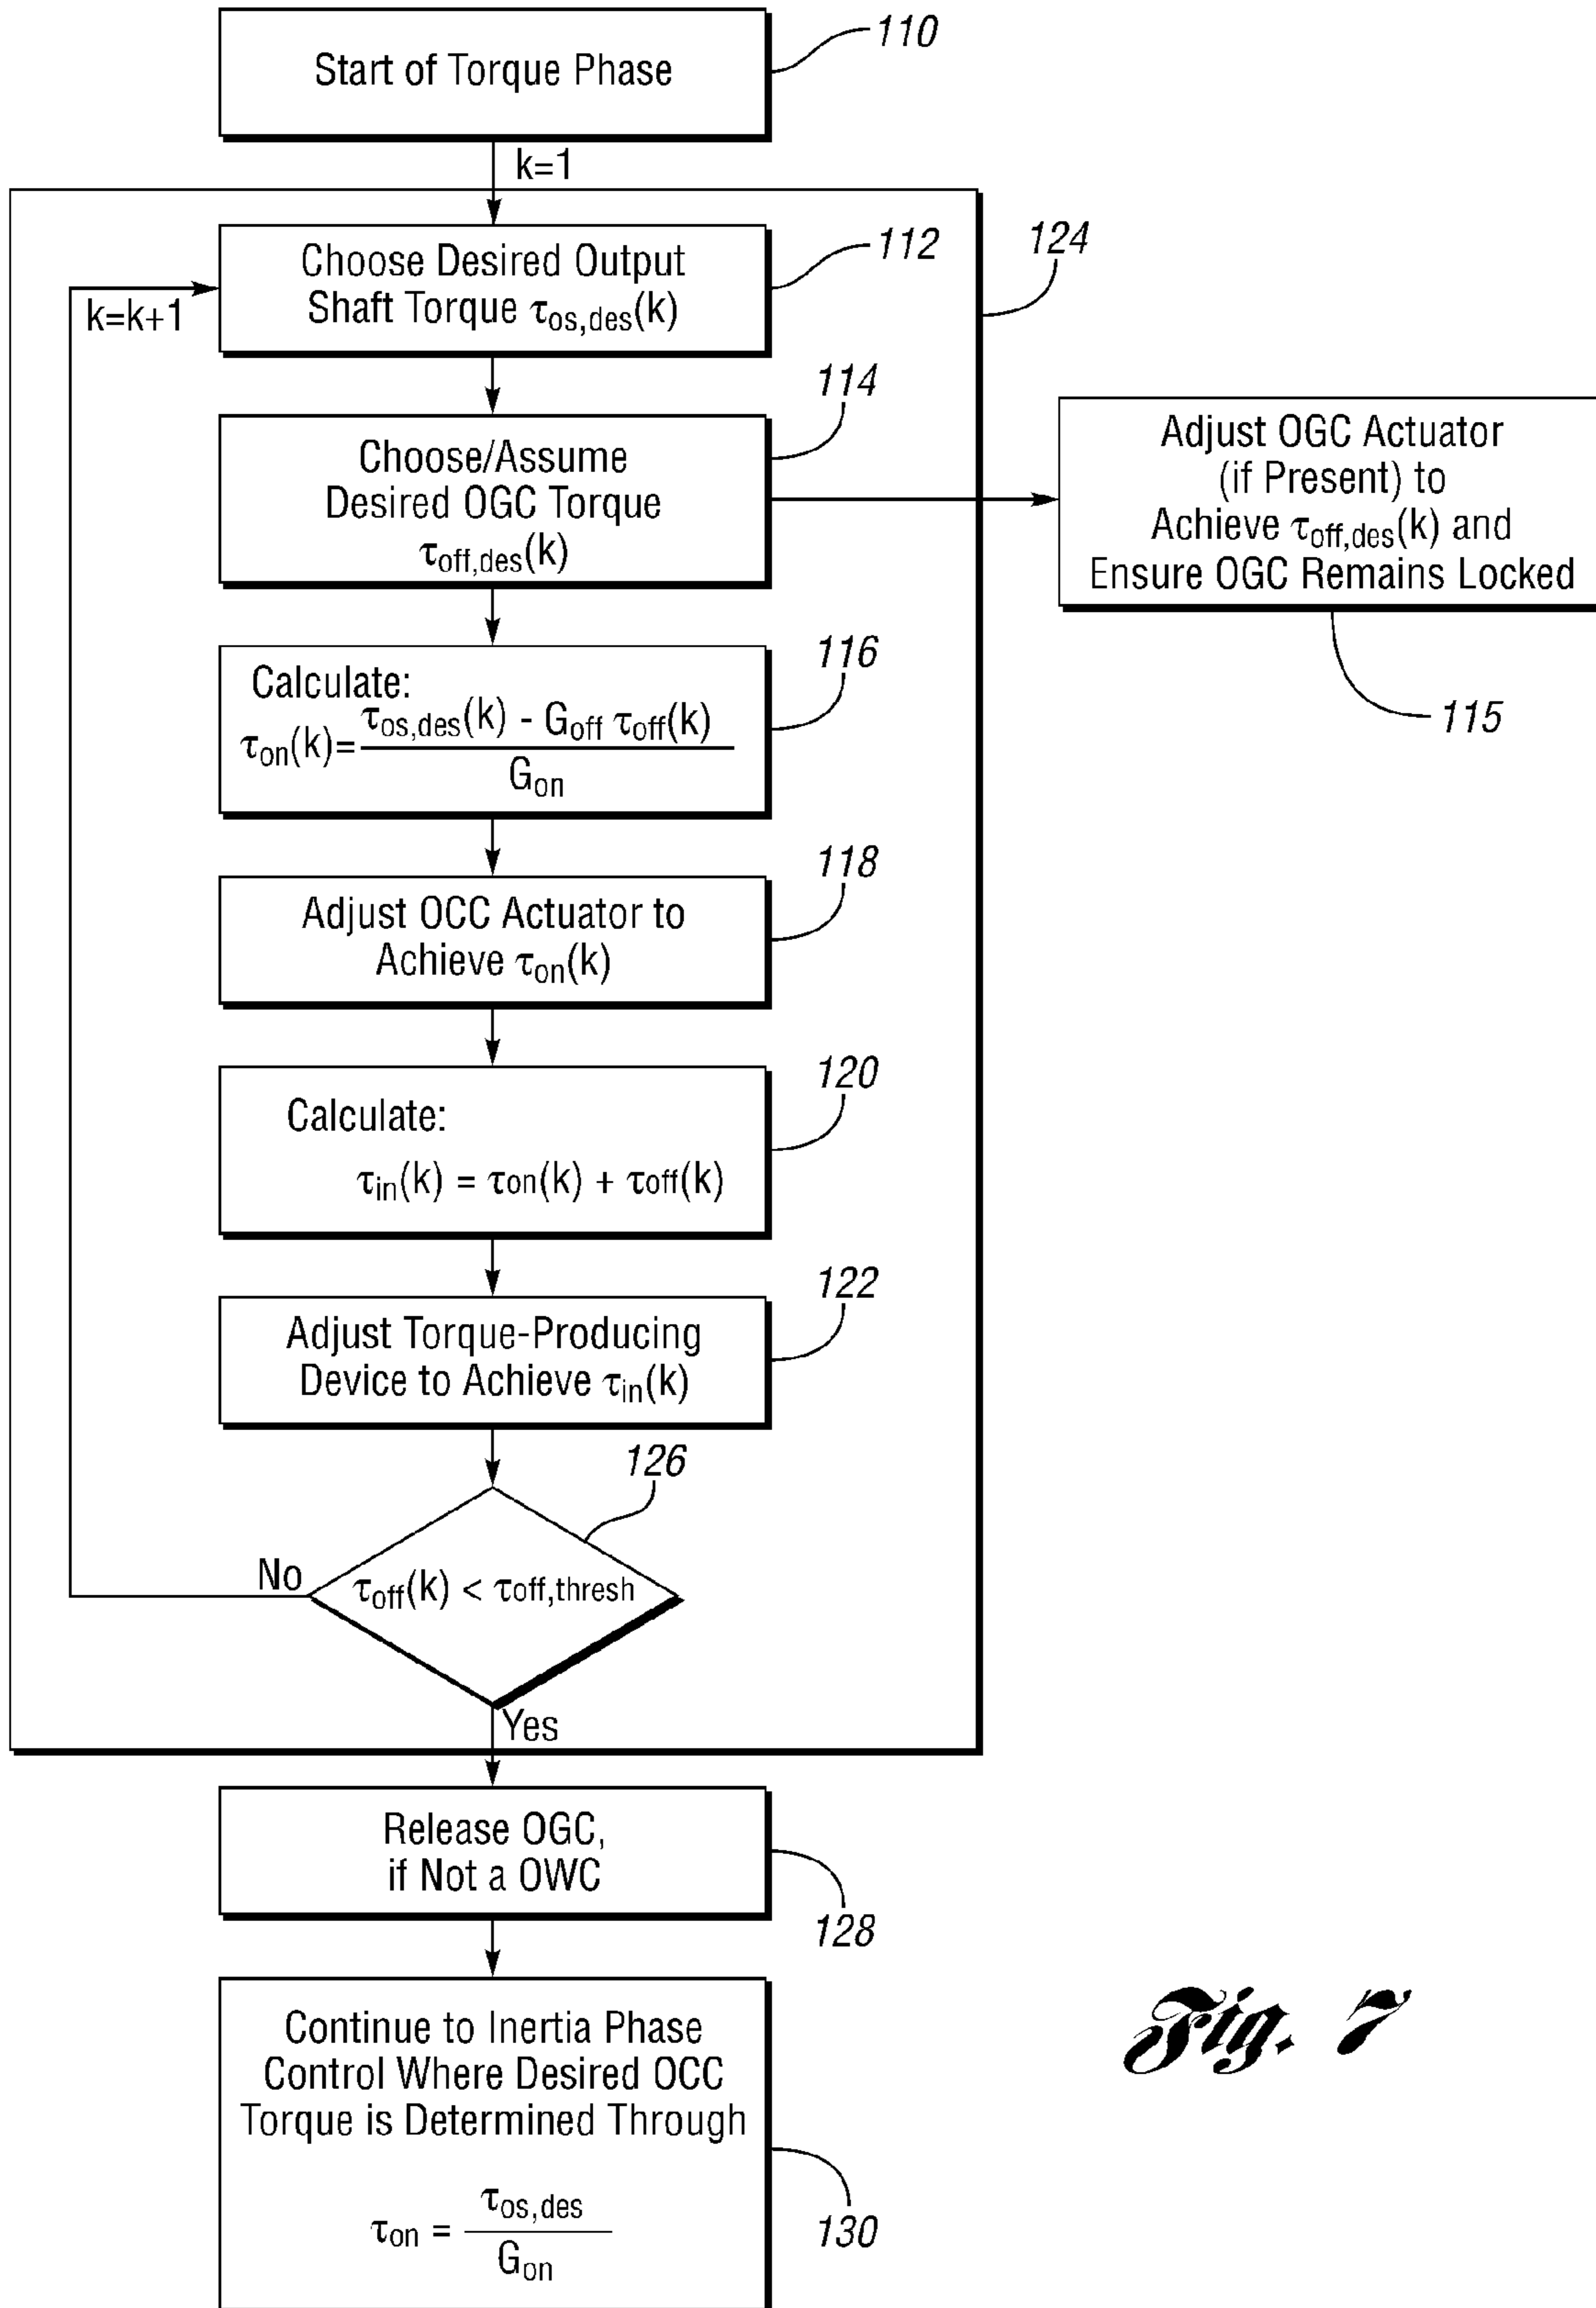 Start of Torque Phase
110
k=1
Choose Desired Output
Shaft Torque τos,des(k)
112
124
k=k+1
Choose/Assume
Desired OGC Torque
τoff,des(k)
114
Adjust OGC Actuator
(if Present) to
Achieve τoff,des(k) and
Ensure OGC Remains Locked
115
Calculate:
τon(k)= τos,des(k) - Goff τoff(k)
Gon
116
Adjust OCC Actuator to
Achieve τon(k)
118
Calculate:
τin(k) = τon(k) + τoff(k)
120
Adjust Torque-Producing
Device to Achieve τin(k)
122
126
No
τoff(k) < τoff,thresh
Yes
Release OGC,
if Not a OWC
128
Continue to Inertia Phase
Control Where Desired OCC
Torque is Determined Through
τon = τos,des
Gon
130
Fig. 7